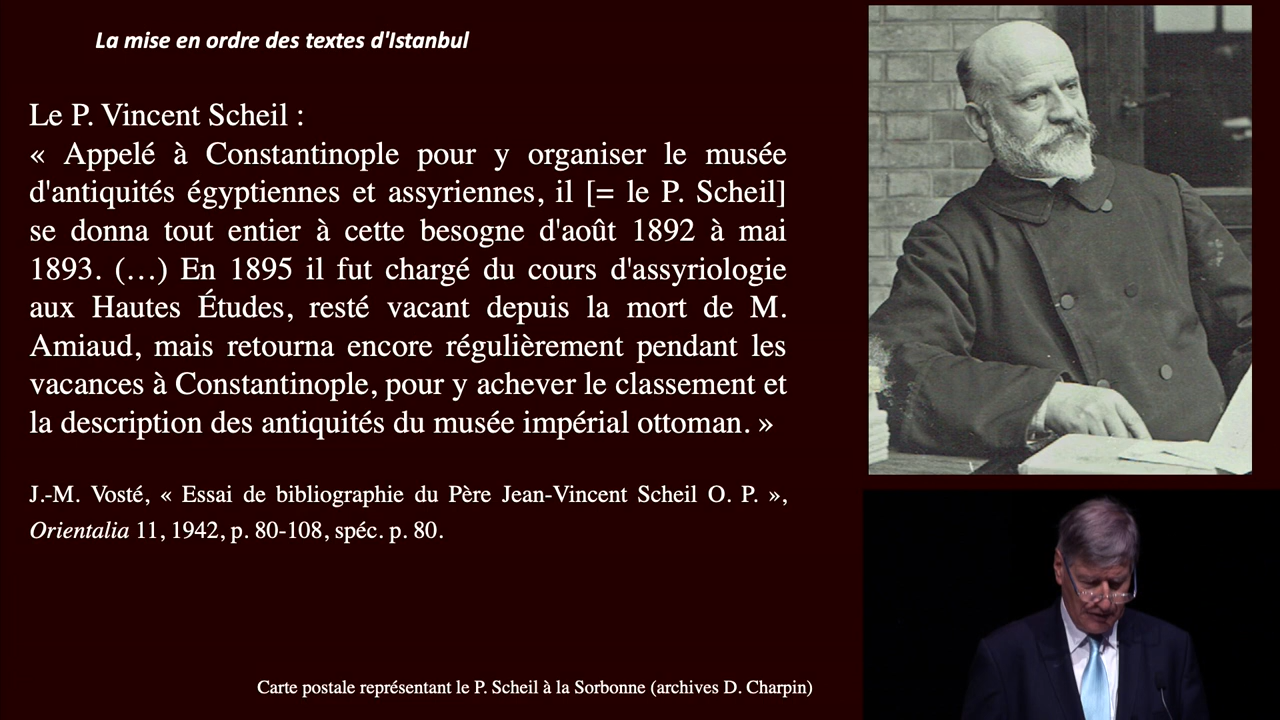 La mise en ordre des textes d'Istanbul
Le P. Vincent Scheil :
« Appelé à Constantinople pour y organiser le musée
d'antiquités égyptiennes et assyriennes, il [= le P. Scheil]
se donna tout entier à cette besogne d'août 1892 à mai
1893. (…) En 1895 il fut chargé du cours d'assyriologie
aux Hautes Études, resté vacant depuis la mort de M.
Amiaud, mais retourna encore régulièrement pendant les
vacances à Constantinople, pour y achever le classement et
la description des antiquités du musée impérial ottoman. »
J.-M. Vosté, « Essai de bibliographie du Père Jean-Vincent Scheil O. P. »,
Orientalia 11, 1942, p. 80-108, spéc. p. 80.
Carte postale représentant le P. Scheil à la Sorbonne (archives D. Charpin)